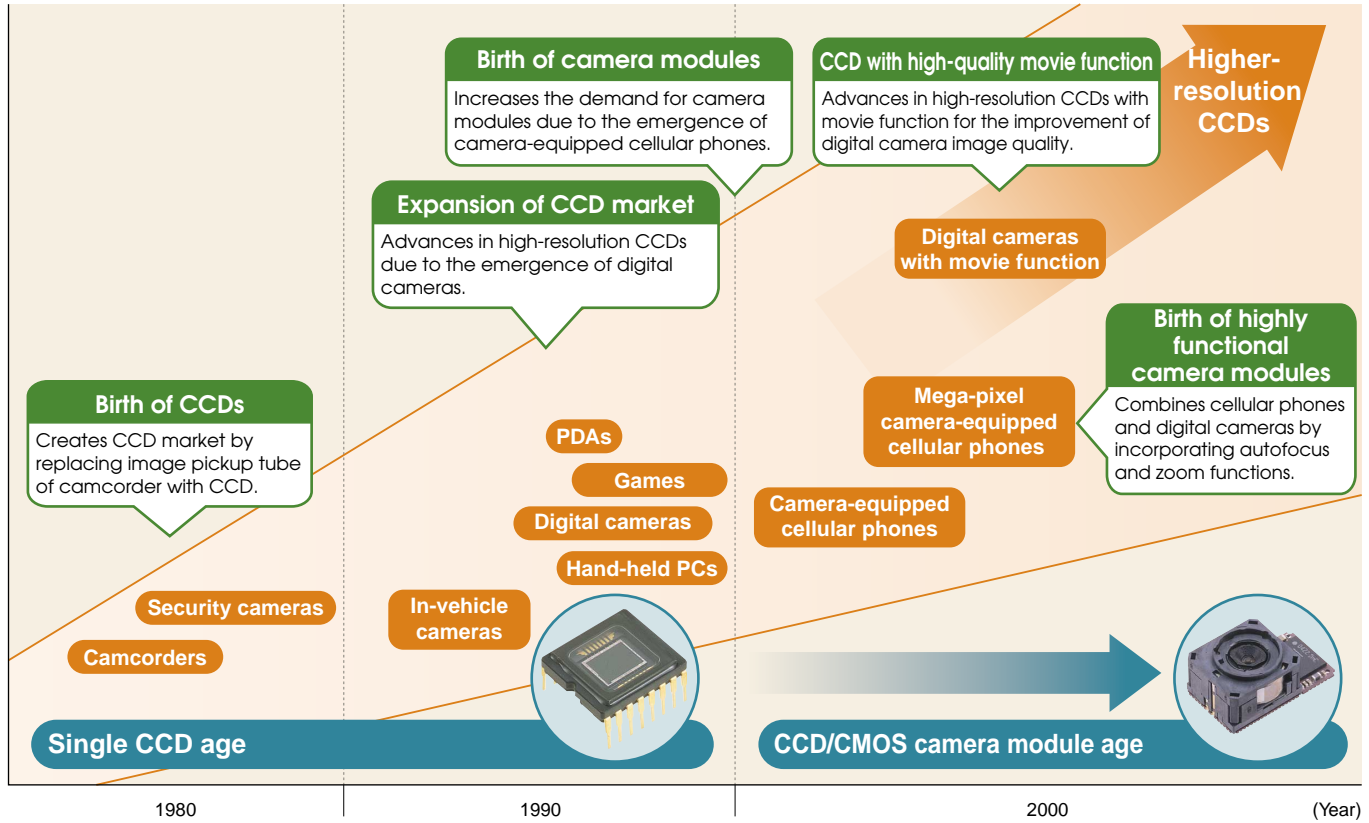 Birth of camera modules
Increases the demand for camera
modules due to the emergence of
camera-equipped cellular phones.
CCD with high-quality movie function
Advances in high-resolution CCDs with
movie function for the improvement of
digital camera image quality.
Higher-
resolution
CCDs
Expansion of CCD market
Advances in high-resolution CCDs
due to the emergence of digital
cameras.
Digital cameras
with movie function
Birth of highly
functional
camera modules
Combines cellular phones
and digital cameras by
incorporating autofocus
and zoom functions.
Birth of CCDs
Creates CCD market by
replacing image pickup tube
of camcorder with CCD.
Mega-pixel
camera-equipped
cellular phones
PDAs
Games
Digital cameras
Hand-held PCs
Camera-equipped
cellular phones
Security cameras
Camcorders
In-vehicle
cameras
Single CCD age
CCD/CMOS camera module age
1980
1990
2000
(Year)